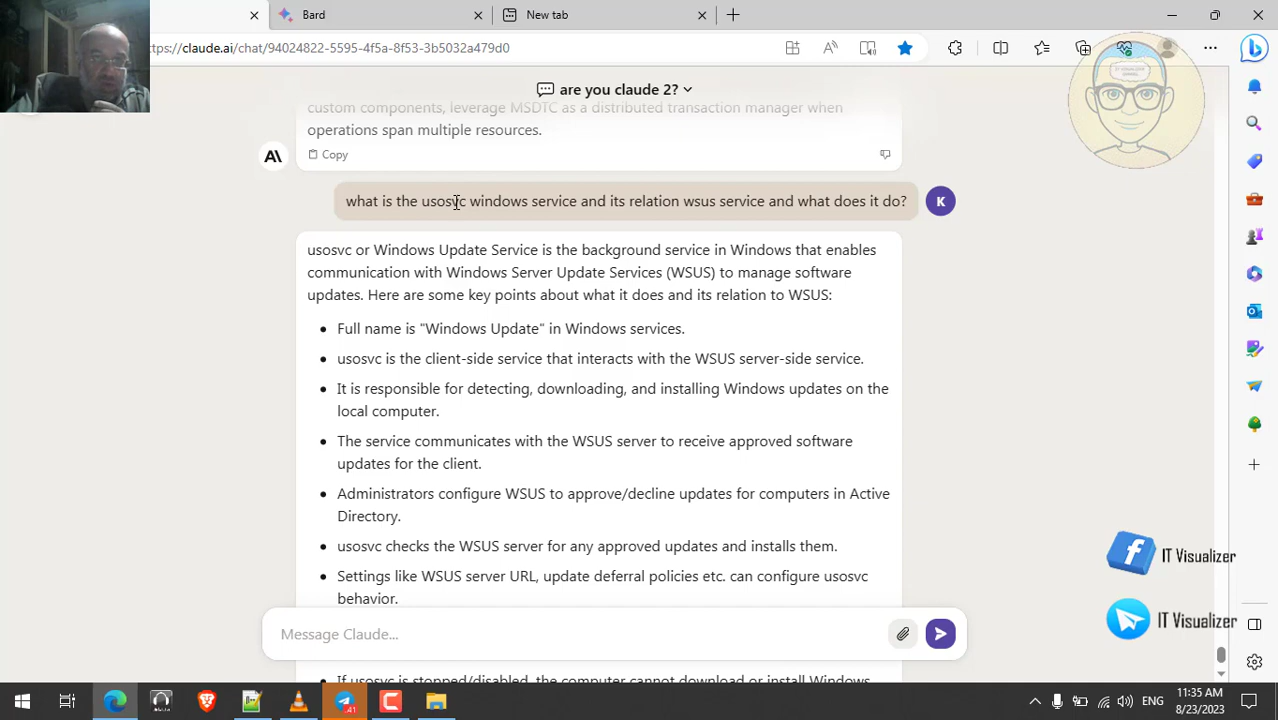 Bard
New tab
ttps://claude.ai/chat/94024822-5595-4f5a-8f53-3b5032a479d0
are you claude 2?
IT VISUALIZER
CHANNEL
custom components, leverage MSDTC as a distributed transaction manager when
operations span multiple resources.
Copy
what is the usosvc windows service and its relation wsus service and what does it do?
K
usosvc or Windows Update Service is the background service in Windows that enables
communication with Windows Server Update Services (WSUS) to manage software
updates. Here are some key points about what it does and its relation to WSUS:
• Full name is "Windows Update" in Windows services.
• usosvc is the client-side service that interacts with the WSUS server-side service.
• It is responsible for detecting, downloading, and installing Windows updates on the
local computer.
• The service communicates with the WSUS server to receive approved software
updates for the client.
• Administrators configure WSUS to approve/decline updates for computers in Active
Directory.
• usosvc checks the WSUS server for any approved updates and installs them.
• Settings like WSUS server URL, update deferral policies etc. can configure usosvc
behavior.
IT Visualizer
IT Visualizer
Message Claude...
If usosvc is stopped/disabled, the computer cannot download or install Windows
41
ENG
11:35 AM
8/23/2023